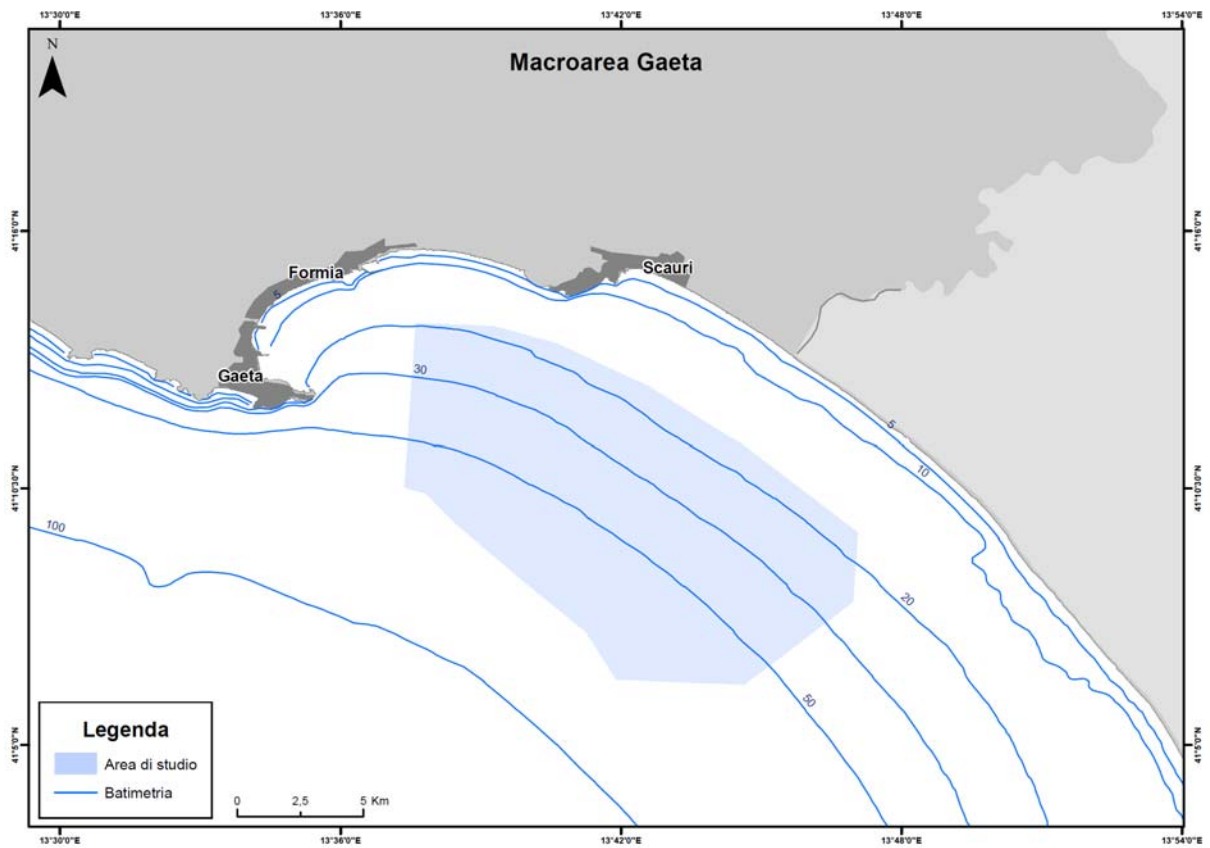 13°30'0"E 13°36'0"E 13°42'0"E 13°48'0"E 13°54'0"E
N
Macroarea Gaeta
41°16'0"N 41°16'0"N
Formia
Scauri
5
Gaeta
30
5
10
41°10'30"N 41°10'30"N
100
20
50
Legenda
Area di studio
Batimetria
0 2,5 5 Km
41°5'0"N 41°5'0"N
13°30'0"E 13°36'0"E 13°42'0"E 13°48'0"E 13°54'0"E